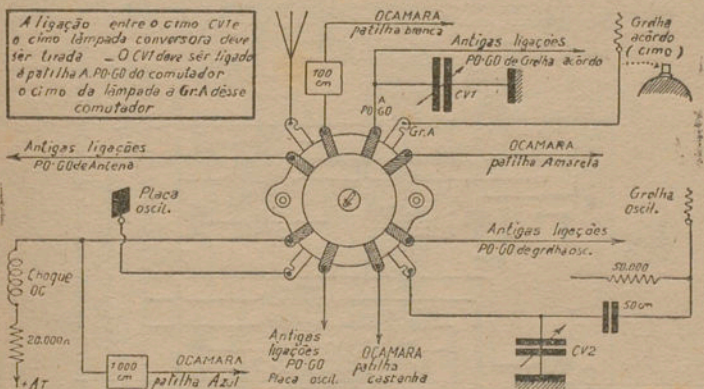 A ligação entre o cimo CV1 e
o cimo lâmpada conversora deve
ser tirada — O CV1 deve sêr ligado
á patilha A. PO-GO do comutador
o cimo da lâmpada a Gr.A désse
comutador
OCAMARA
patilha branca
100
cm
Antigas ligações
PO-GO de Grelha acôrdo
CV1
Grelha
acôrdo
(cimo)
A
PO-GO
Gr.A
Antigas ligações
PO-GO de Antena
OCAMARA
patilha Amarela
Placa
oscil.
Grelha
oscil.
Antigas ligações
PO-GO de grelha osc.
50.000
50 cm
CV2
Choque
OC
20.000Ω
+AT
1000
cm
OCAMARA
patilha Azul
Antigas
ligações
PO-GO
Placa oscil.
OCAMARA
patilha
castanha